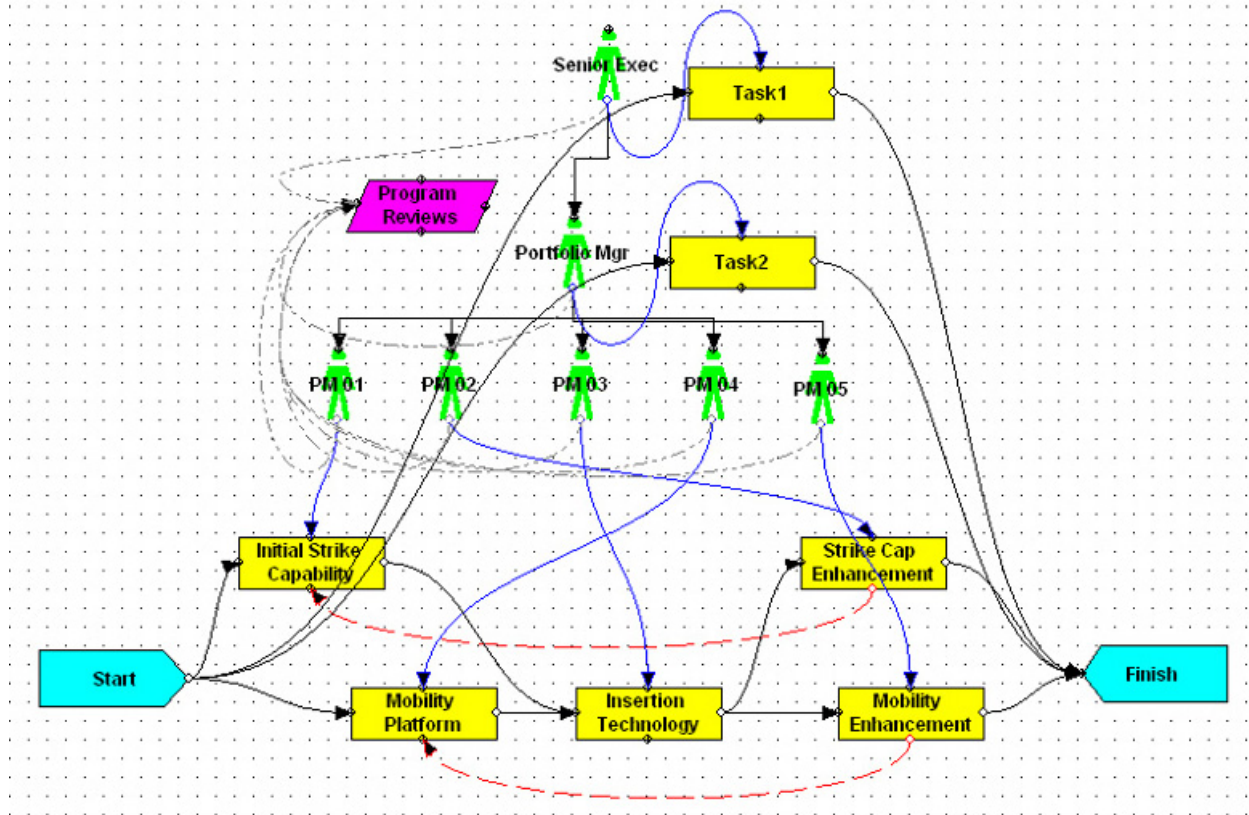 Senior Exec
Task1
Program
Reviews
Portfolio Mgr
Task2
PM 01
PM 02
PM 03
PM 04
PM 05
Initial Strike
Capability
Strike Cap
Enhancement
Start
Mobility
Platform
Insertion
Technology
Mobility
Enhancement
Finish